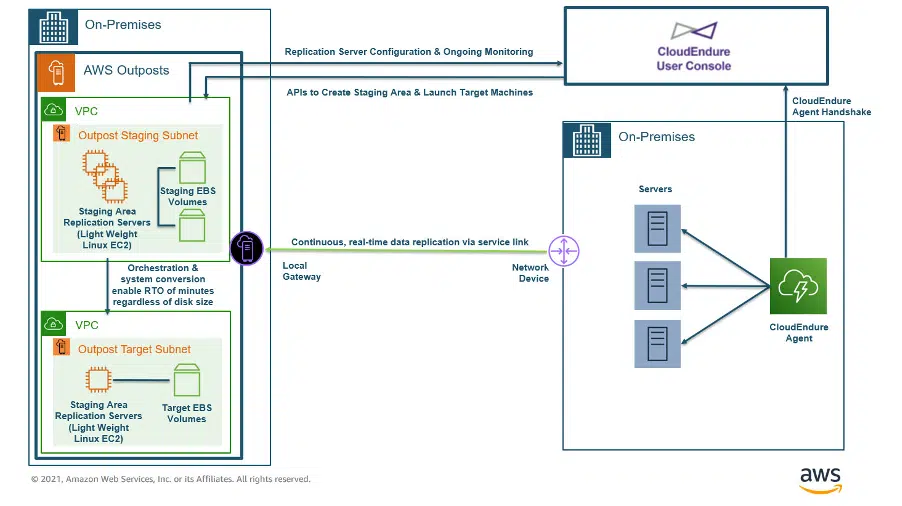 On-Premises
AWS Outposts
VPC
Outpost Staging Subnet
Staging EBS
Volumes
Staging Area
Replication Servers
(Light Weight
Linux EC2)
Orchestration &
system conversion
enable RTO of minutes
regardless of disk size
VPC
Outpost Target Subnet
Staging Area
Replication Servers
(Light Weight
Linux EC2)
Target EBS
Volumes
Replication Server Configuration & Ongoing Monitoring
APIs to Create Staging Area & Launch Target Machines
Continuous, real-time data replication via service link
Local
Gateway
Network
Device
CloudEndure
User Console
CloudEndure
Agent Handshake
On-Premises
Servers
CloudEndure
Agent
© 2021, Amazon Web Services, Inc. or its Affiliates. All rights reserved.
aws